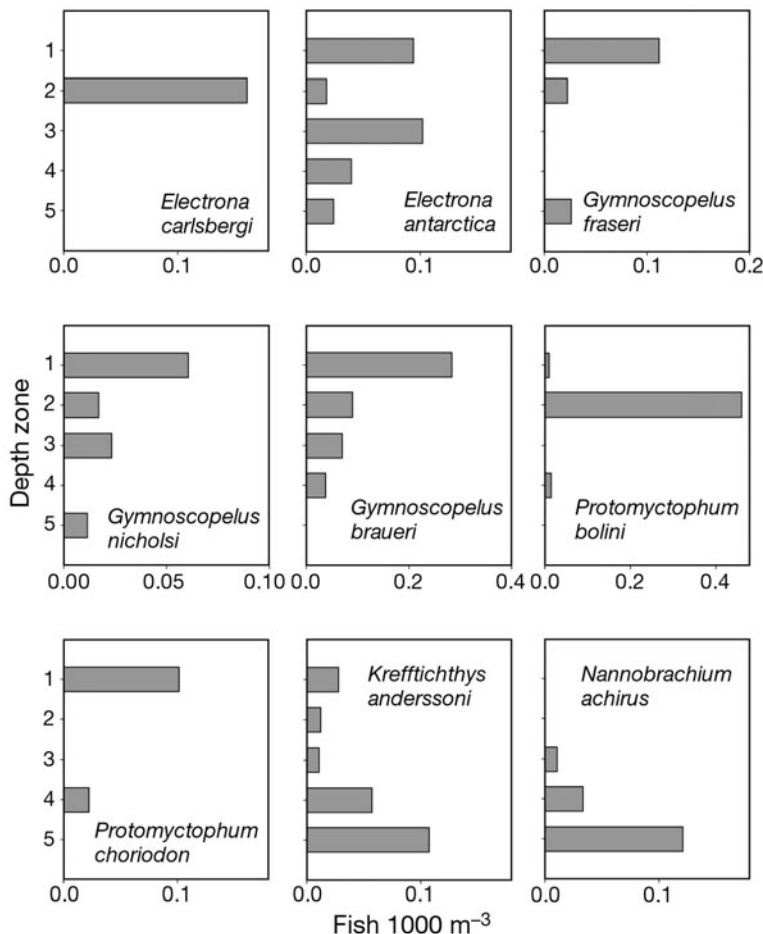 1
2
3
4
5
Electrona
carlsbergi
0.0 0.1
Electrona
antarctica
0.0 0.1
Gymnoscopelus
fraseri
0.0 0.1 0.2
Depth zone
1
2
3
4
5
Gymnoscopelus
nicholsi
0.00 0.05 0.10
Gymnoscopelus
braueri
0.0 0.2 0.4
Protomyctophum
bolini
0.0 0.2 0.4
1
2
3
4
5
Protomyctophum
choriodon
0.0 0.1
Krefftichthys
anderssoni
0.0 0.1
Nannobrachium
achirus
0.0 0.1
Fish 1000 m⁻³